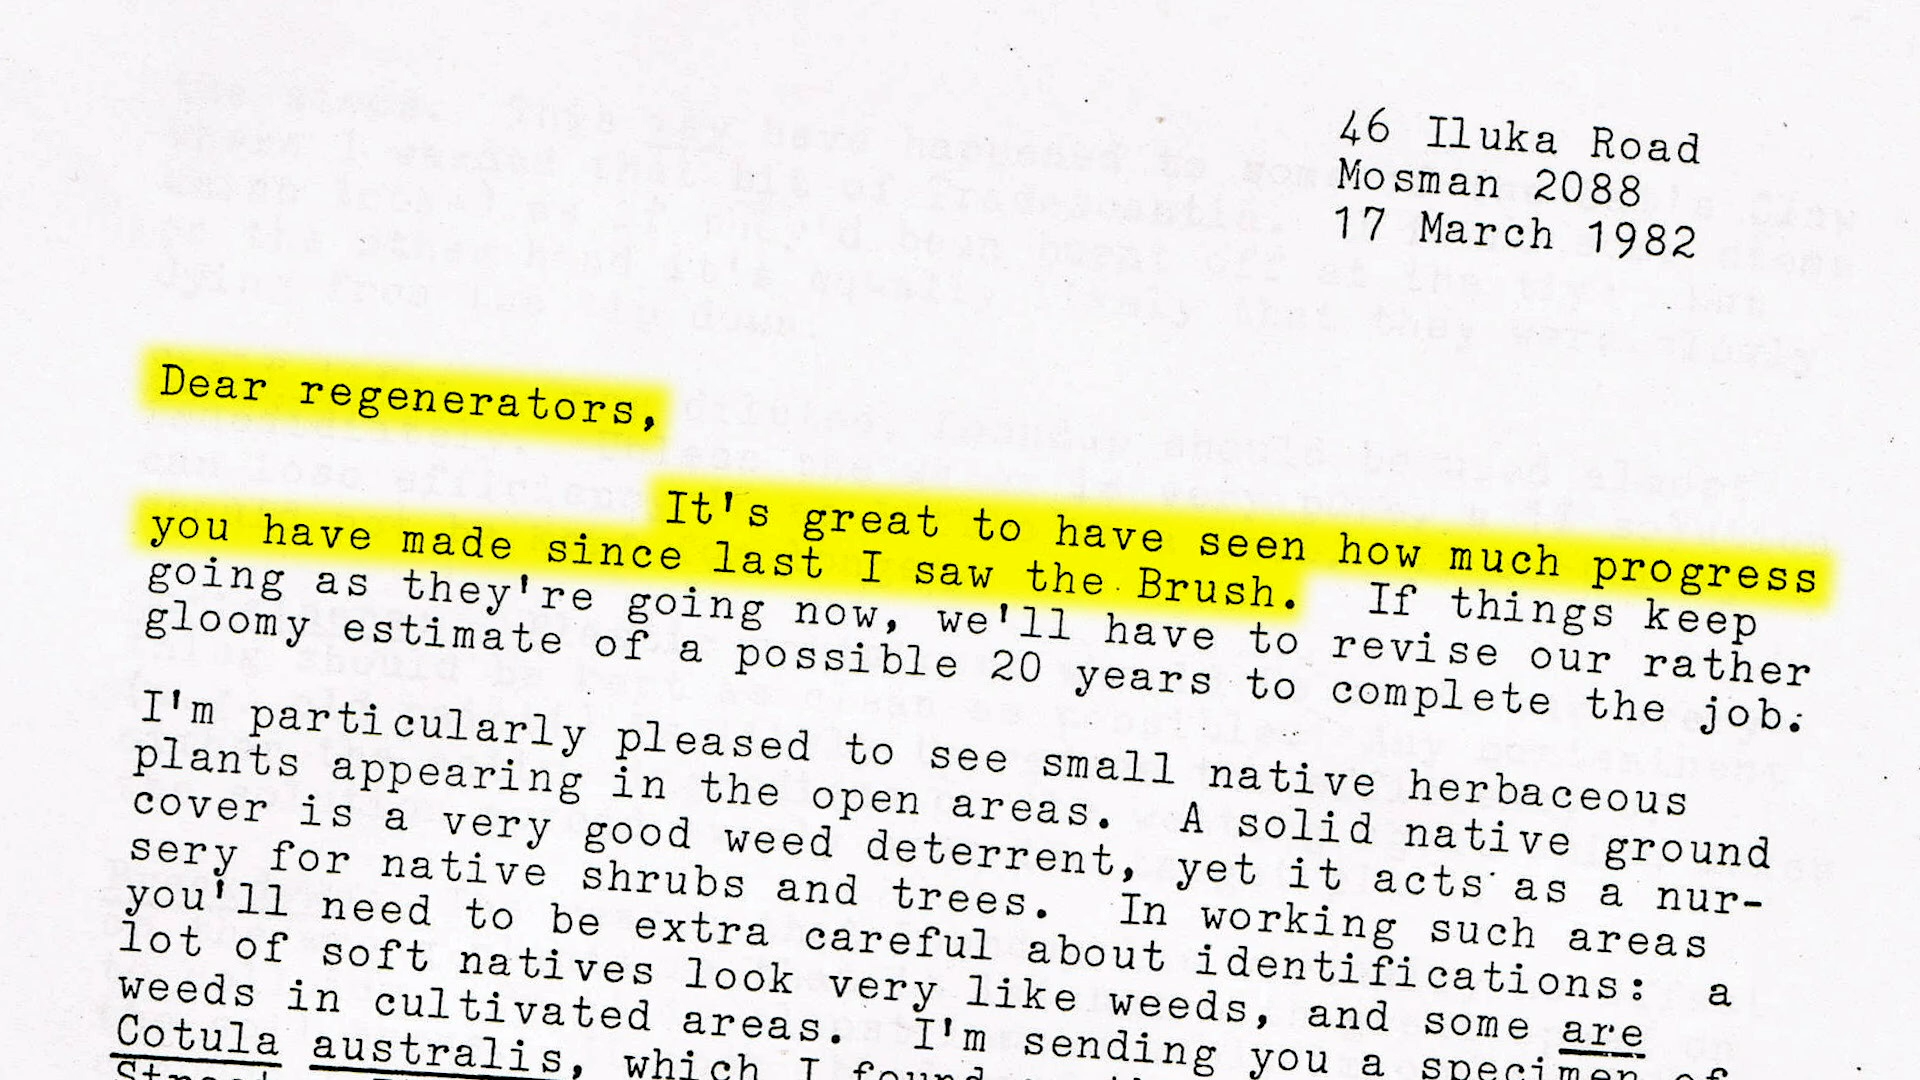 46 Iluka Road
Mosman 2088
17 March 1982
Dear regenerators,
It's great to have seen how much progress
you have made since last I saw the Brush. If things keep
going as they're going now, we'll have to revise our rather
gloomy estimate of a possible 20 years to complete the job.
I'm particularly pleased to see small native herbaceous
plants appearing in the open areas. A solid native ground
cover is a very good weed deterrent, yet it acts as a nur-
sery for native shrubs and trees. In working such areas
you'll need to be extra careful about identifications: a
lot of soft natives look very like weeds, and some are
weeds in cultivated areas. I'm sending you a specimen of
Cotula australis, which I found